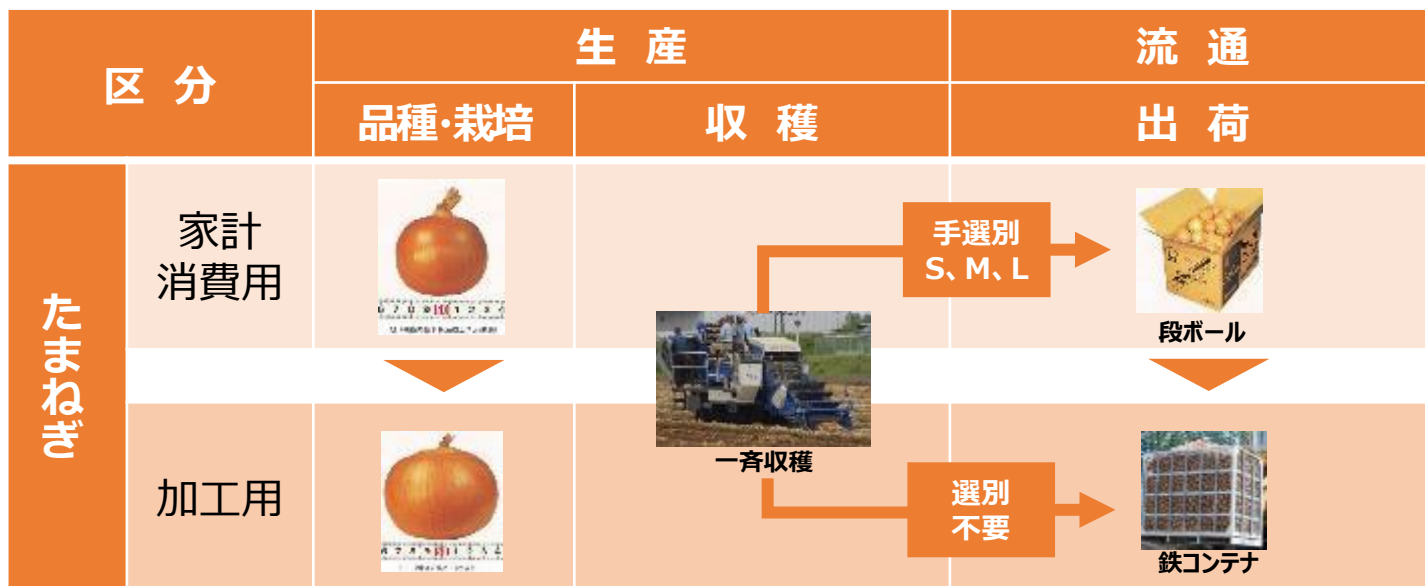 区 分
生 産
流 通
品種・栽培
収 穫
出 荷
たまねぎ
家計
消費用
手選別
S、M、L
段ボール
一斉収穫
加工用
選別
不要
鉄コンテナ